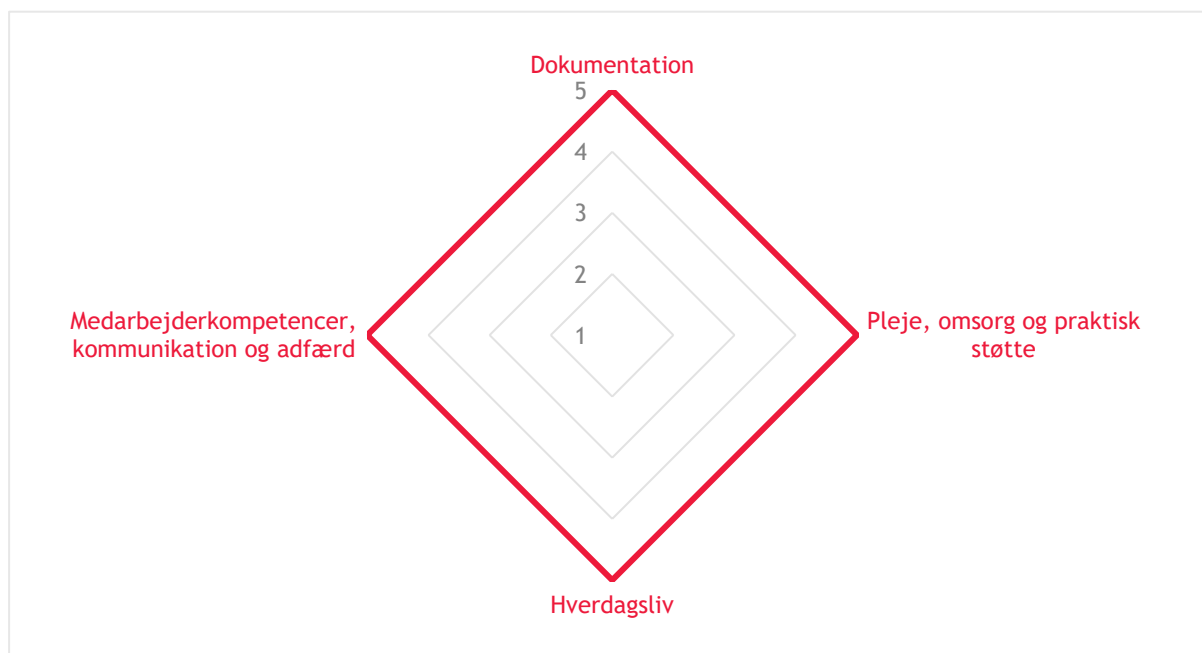 Dokumentation
5
4
3
2
1
Medarbejderkompetencer,
kommunikation og adfærd
Pleje, omsorg og praktisk
støtte
Hverdagsliv